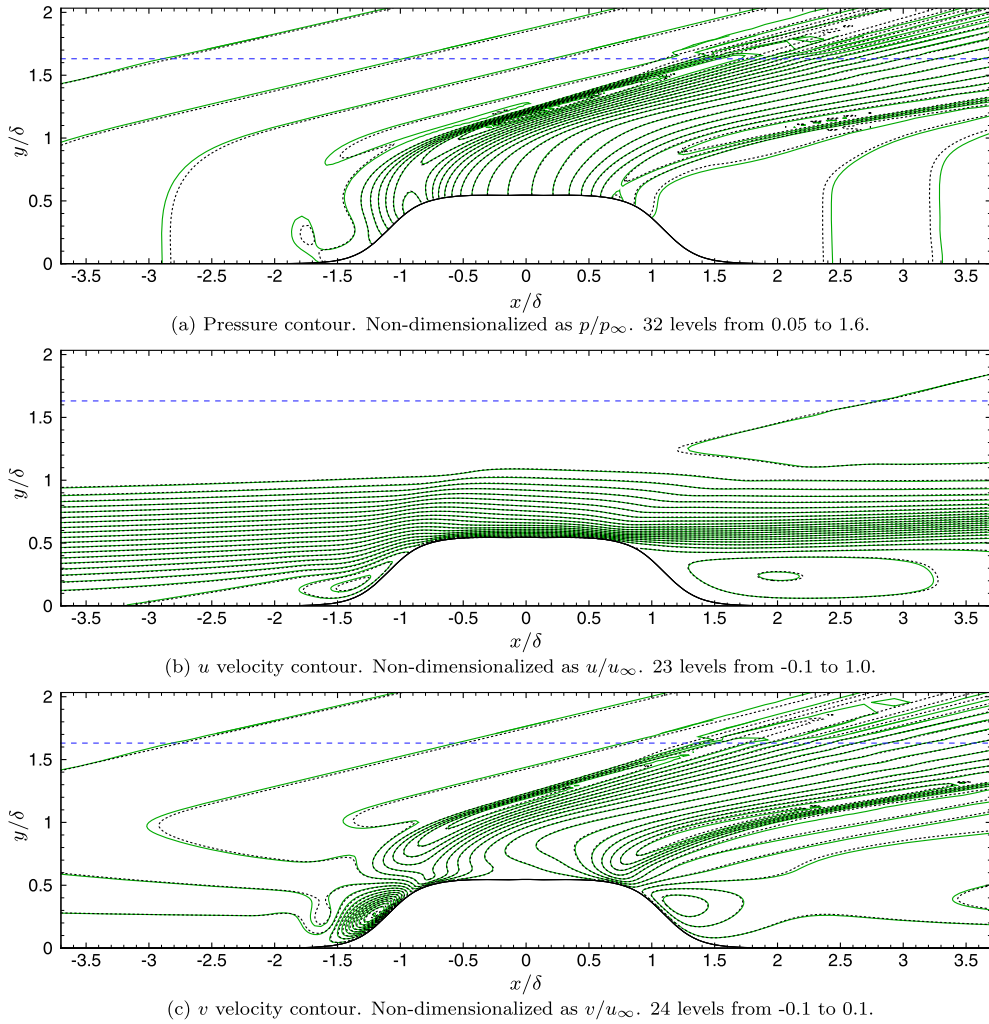 2
1.5
1
0.5
0
y/δ
-3.5 -3 -2.5 -2 -1.5 -1 -0.5 0 0.5 1 1.5 2 2.5 3 3.5
x/δ
(a) Pressure contour. Non-dimensionalized as p/p∞. 32 levels from 0.05 to 1.6.
2
1.5
1
0.5
0
y/δ
-3.5 -3 -2.5 -2 -1.5 -1 -0.5 0 0.5 1 1.5 2 2.5 3 3.5
x/δ
(b) u velocity contour. Non-dimensionalized as u/u∞. 23 levels from -0.1 to 1.0.
2
1.5
1
0.5
0
y/δ
-3.5 -3 -2.5 -2 -1.5 -1 -0.5 0 0.5 1 1.5 2 2.5 3 3.5
x/δ
(c) v velocity contour. Non-dimensionalized as v/u∞. 24 levels from -0.1 to 0.1.